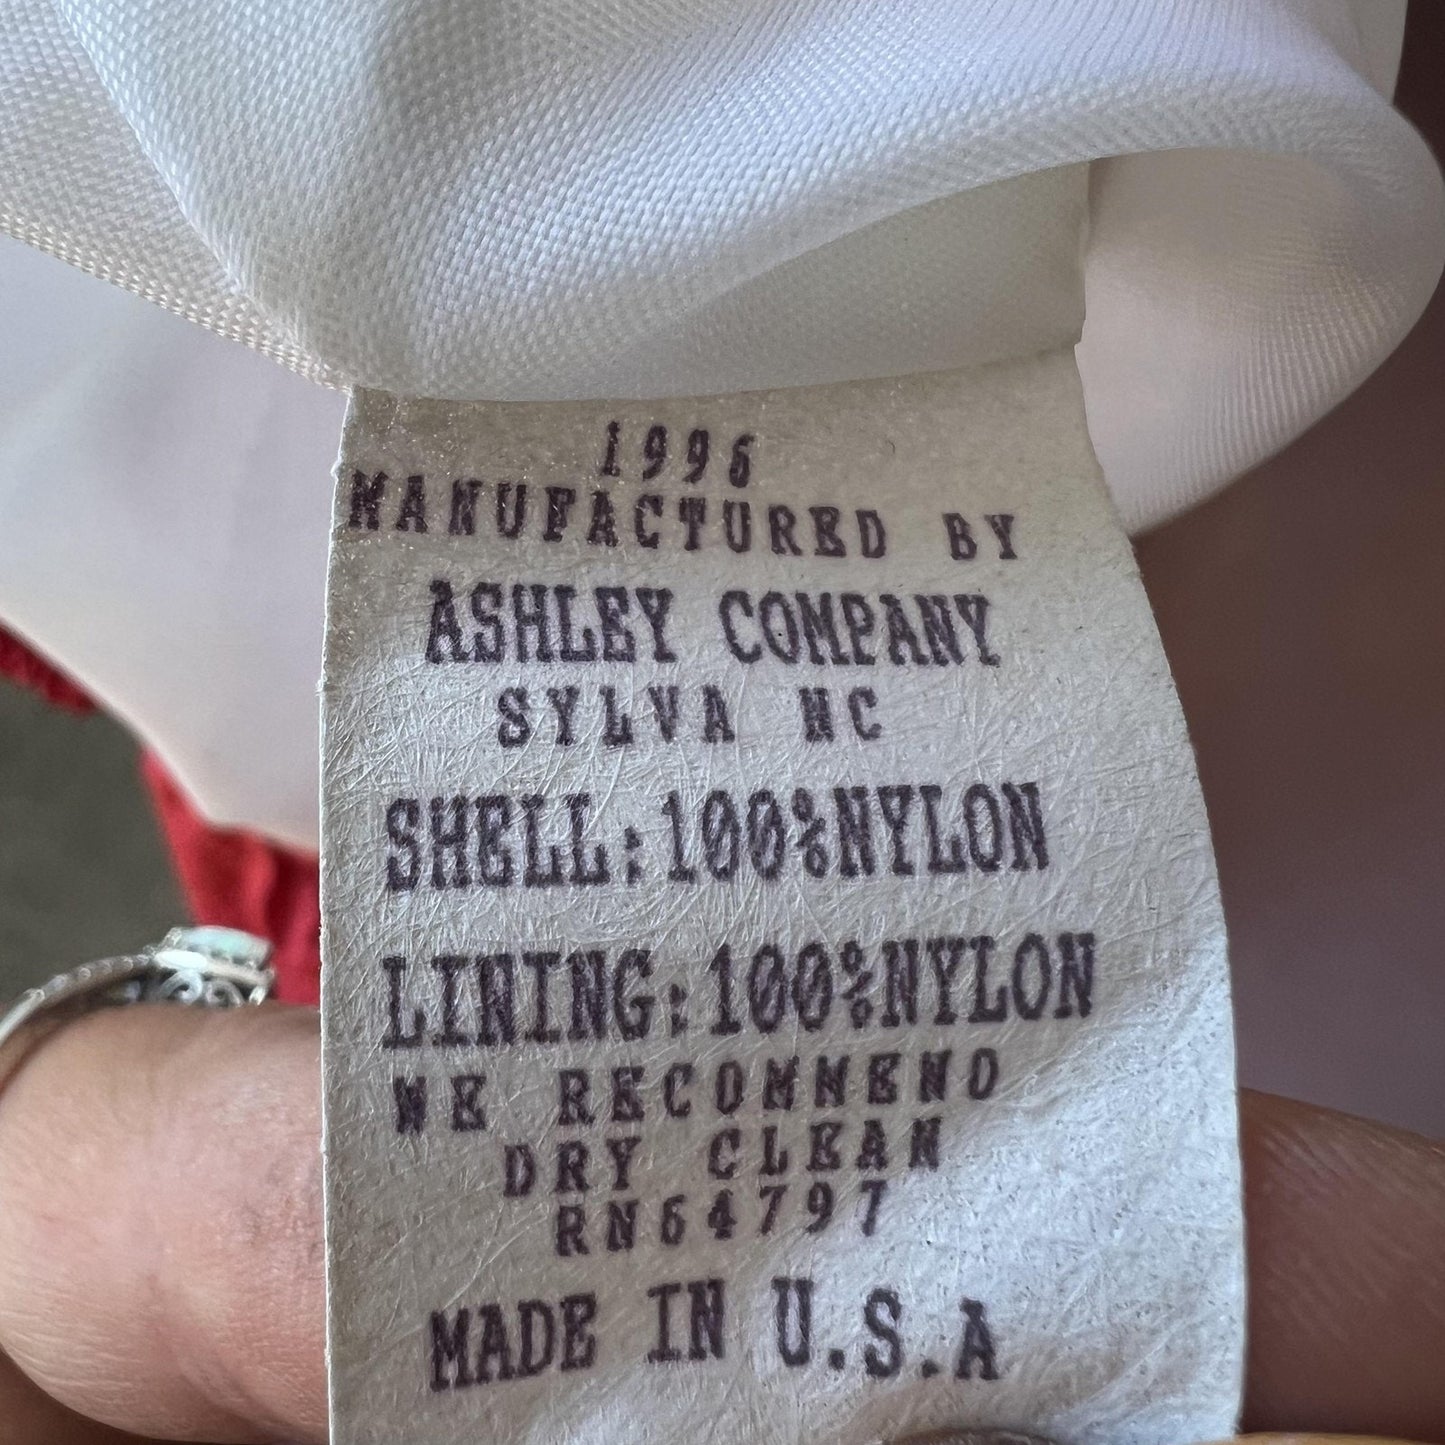 1996
MANUFACTURED BY
ASHLEY COMPANY
SYLVA NC
SHELL:100%NYLON
LINING:100%NYLON
WE RECOMMEND
DRY CLEAN
RN64797
MADE IN U.S.A